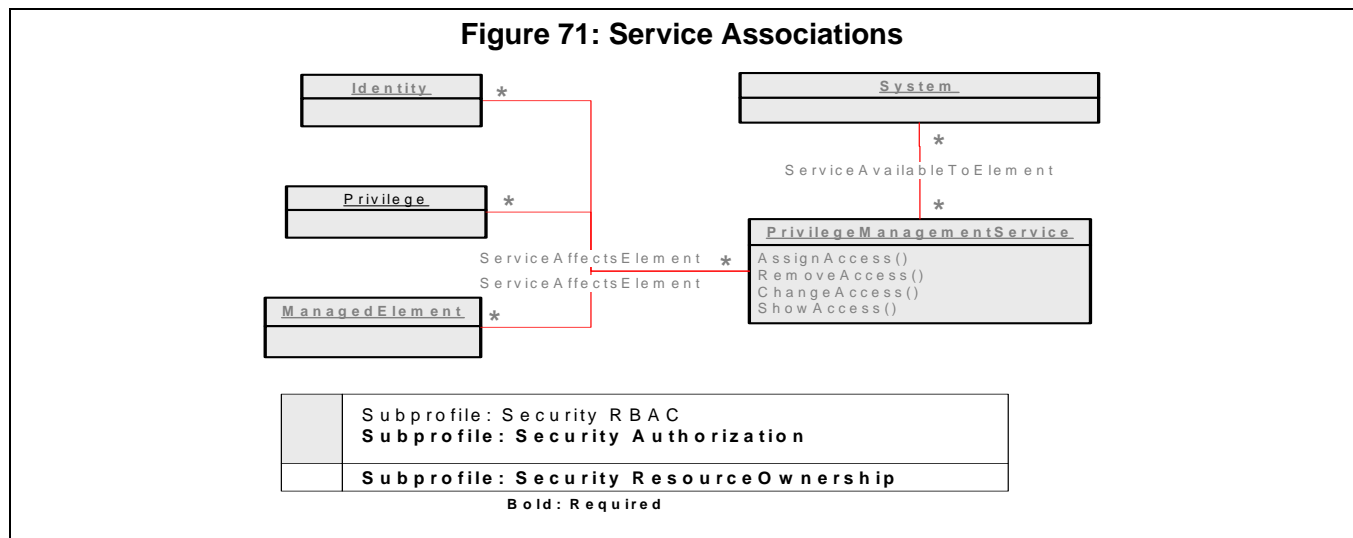 Figure 71: Service Associations
Identity
*
System
*
ServiceAvailableToElement
*
Privilege
*
PrivilegeManagementService
AssignAccess()
RemoveAccess()
ChangeAccess()
ShowAccess()
ServiceAffectsElement *
ServiceAffectsElement
ManagedElement
*
Subprofile: Security RBAC
Subprofile: Security Authorization
Subprofile: Security ResourceOwnership
Bold: Required